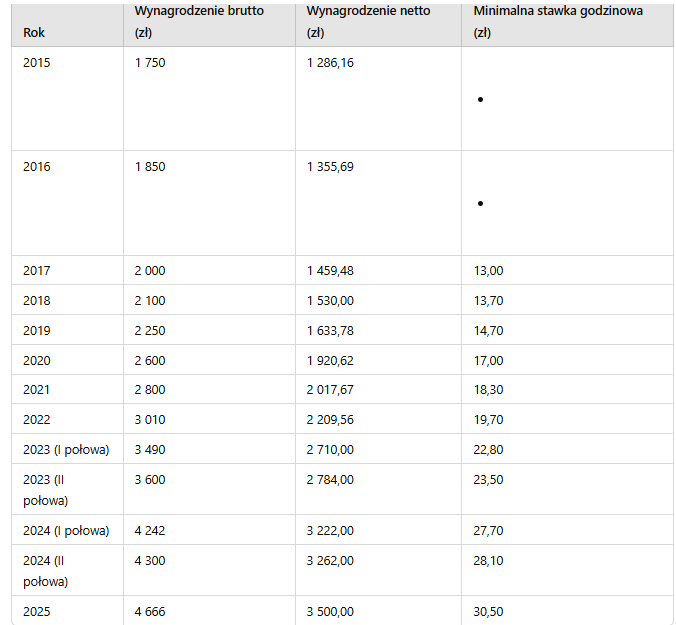 Rok Wynagrodzenie brutto (zł) Wynagrodzenie netto (zł) Minimalna stawka godzinowa (zł)
2015 1 750 1 286,16 •
2016 1 850 1 355,69 •
2017 2 000 1 459,48 13,00
2018 2 100 1 530,00 13,70
2019 2 250 1 633,78 14,70
2020 2 600 1 920,62 17,00
2021 2 800 2 017,67 18,30
2022 3 010 2 209,56 19,70
2023 (I połowa) 3 490 2 710,00 22,80
2023 (II połowa) 3 600 2 784,00 23,50
2024 (I połowa) 4 242 3 222,00 27,70
2024 (II połowa) 4 300 3 262,00 28,10
2025 4 666 3 500,00 30,50